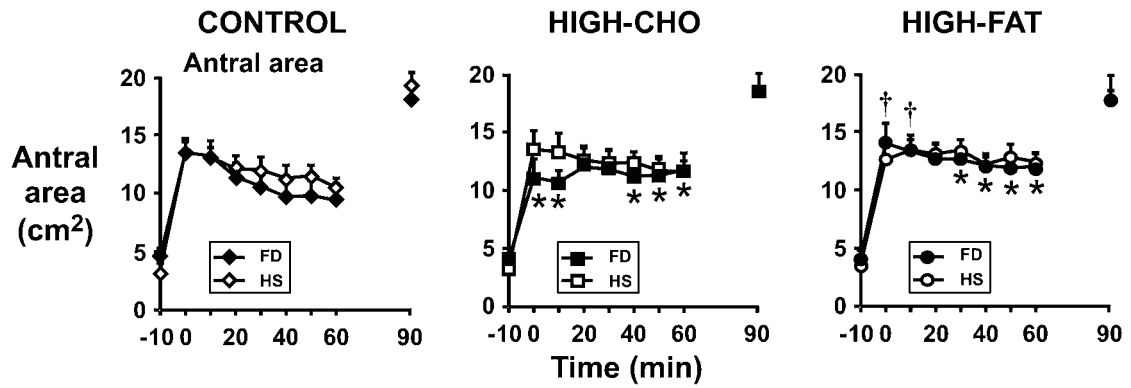 CONTROL
HIGH-CHO
HIGH-FAT
Antral area
Antral
area
(cm2)
20
15
10
5
0
FD
HS
-10 0 20 40 60 90
20
15
10
5
0
* * * * *
FD
HS
-10 0 20 40 60 90
20
15
10
5
0
† †
* * * *
FD
HS
-10 0 20 40 60 90
Time (min)